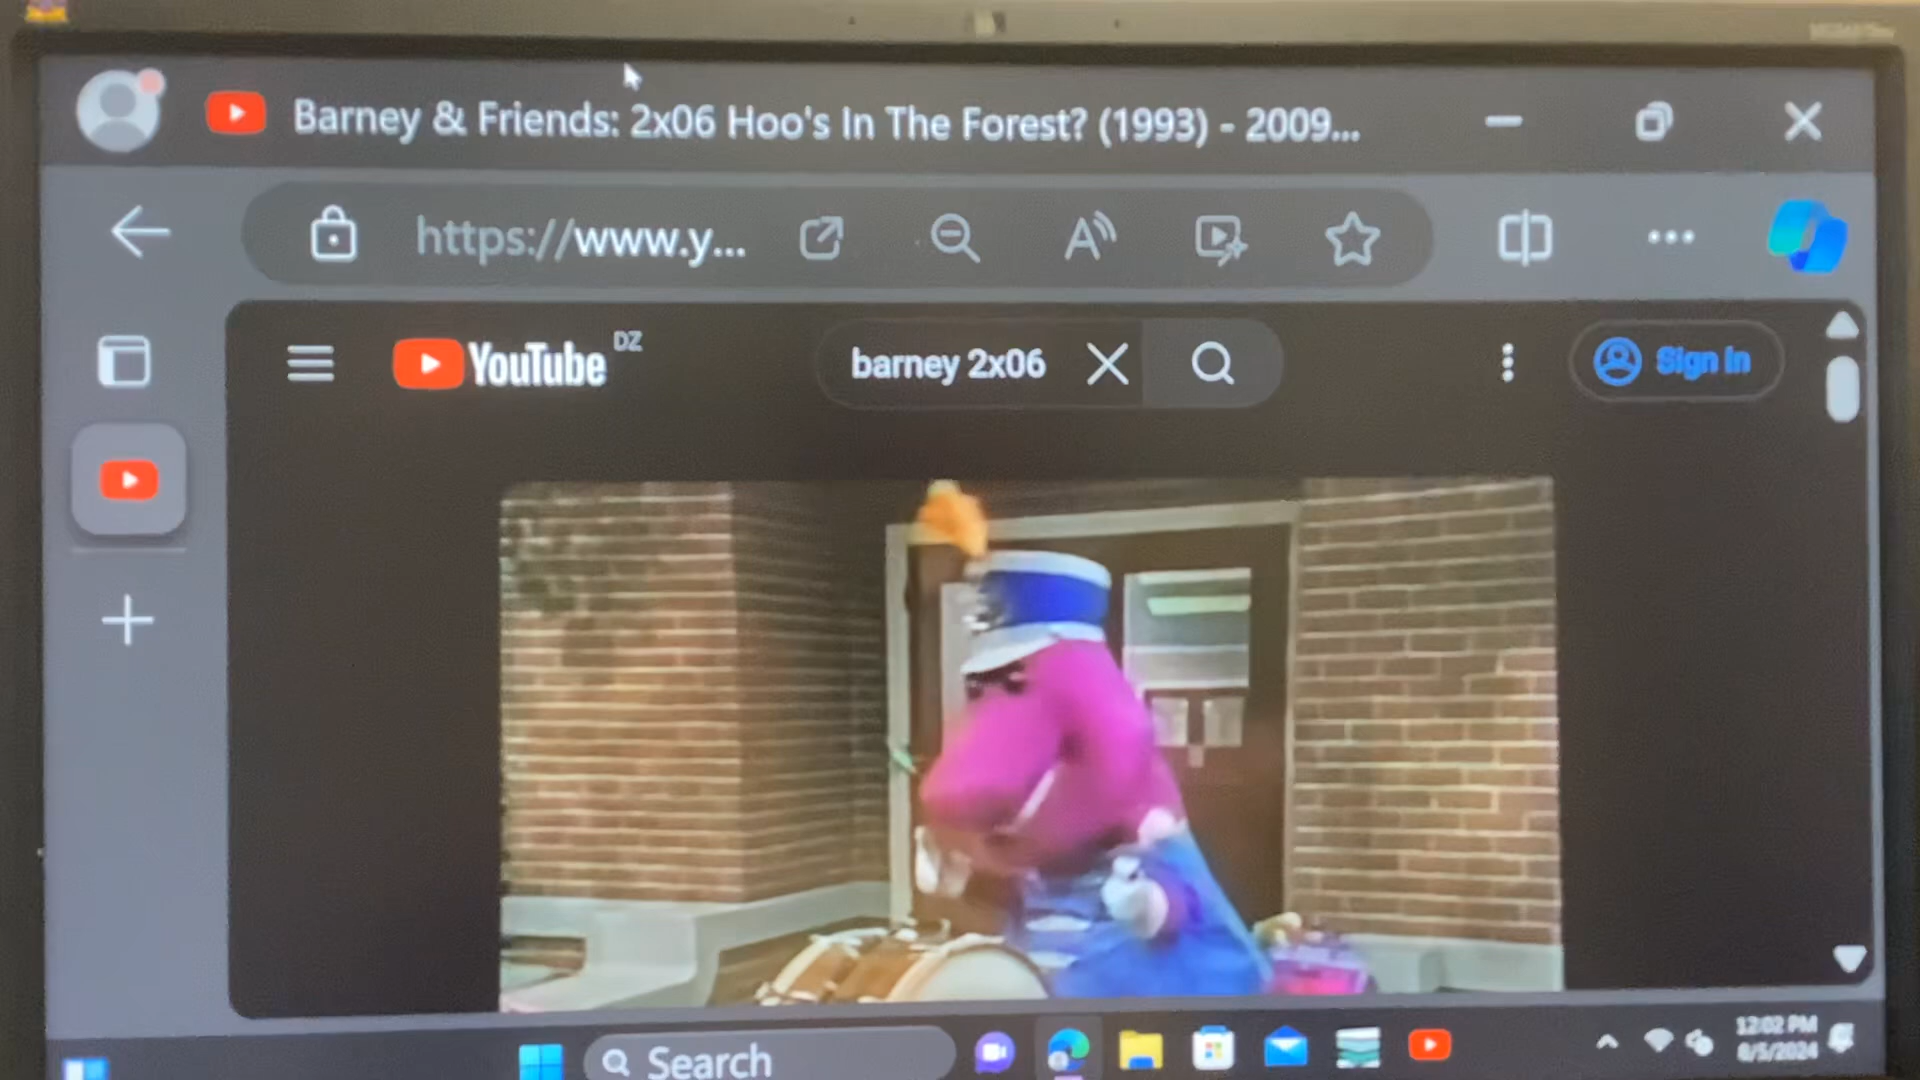 Barney & Friends: 2x06 Hoo's In The Forest? (1993) - 2009...
https://www.y...
YouTube DZ
barney 2x06
Sign in
Search
12:02 PM
8/5/2024